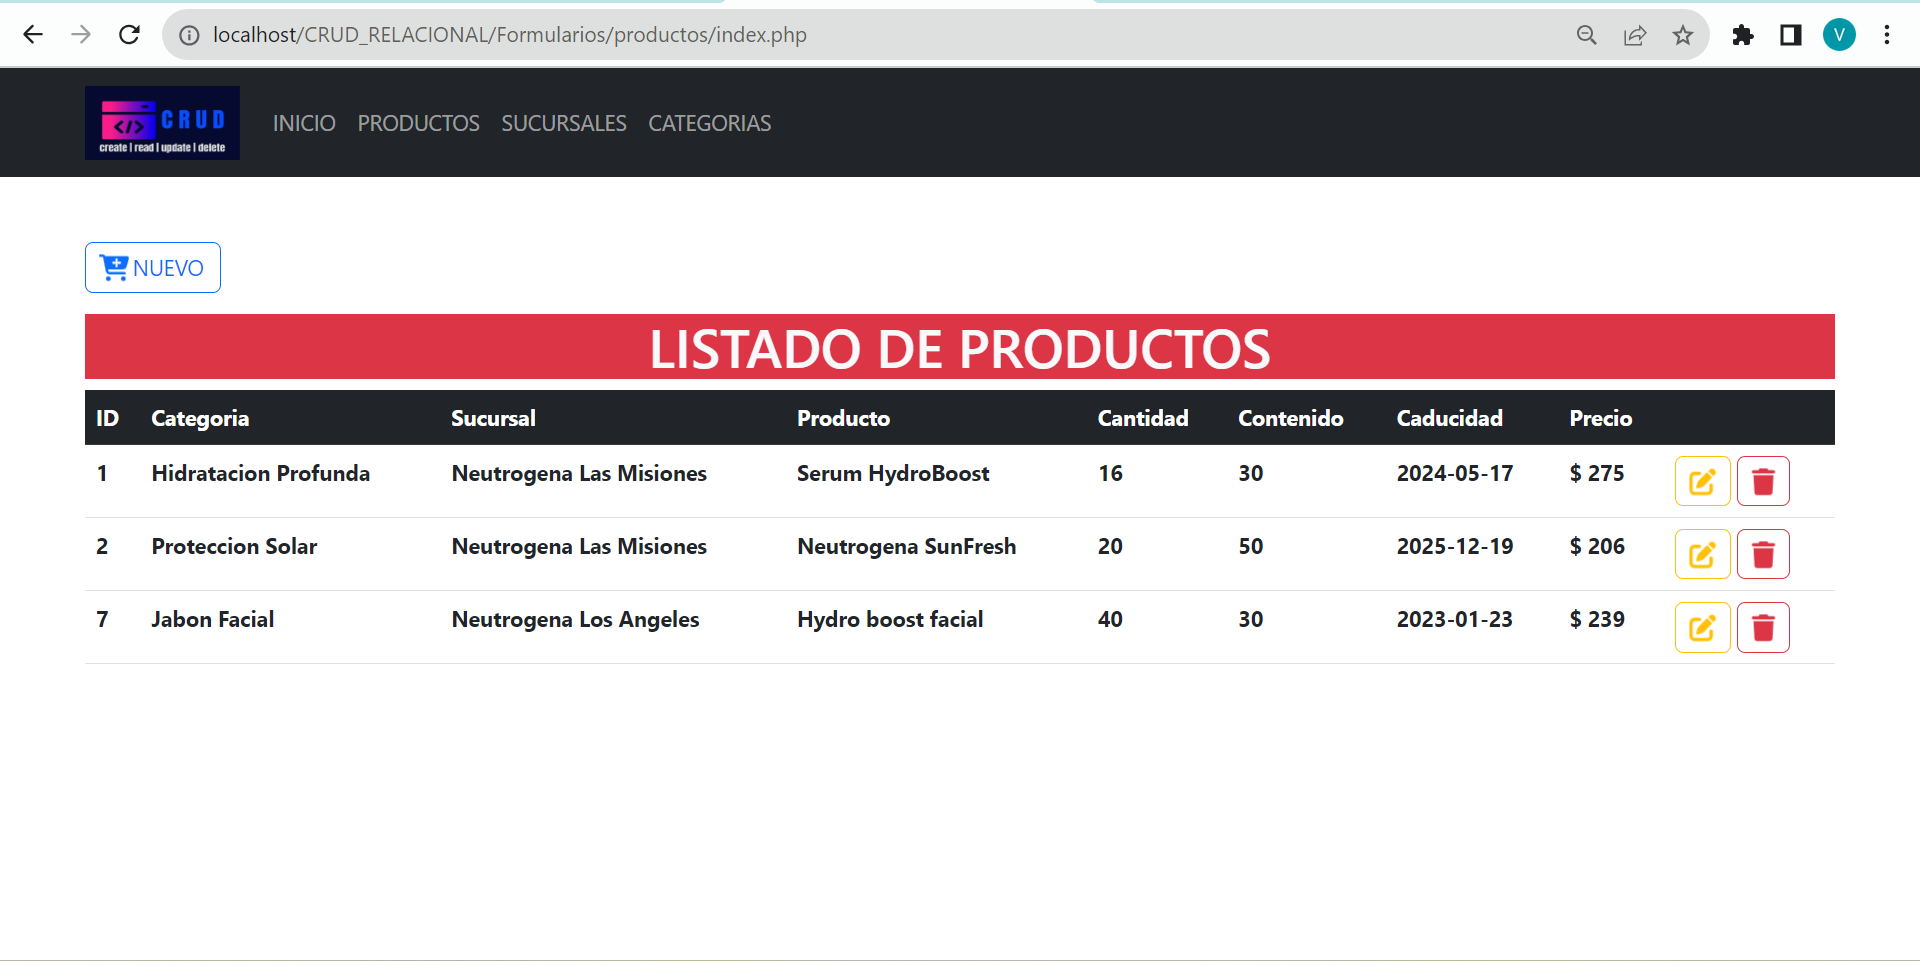 localhost/CRUD_RELACIONAL/Formularios/productos/index.php
V
</> CRUD
create | read | update | delete
INICIO PRODUCTOS SUCURSALES CATEGORIAS
NUEVO
LISTADO DE PRODUCTOS
ID Categoria Sucursal Producto Cantidad Contenido Caducidad Precio
1 Hidratacion Profunda Neutrogena Las Misiones Serum HydroBoost 16 30 2024-05-17 $ 275
2 Proteccion Solar Neutrogena Las Misiones Neutrogena SunFresh 20 50 2025-12-19 $ 206
7 Jabon Facial Neutrogena Los Angeles Hydro boost facial 40 30 2023-01-23 $ 239